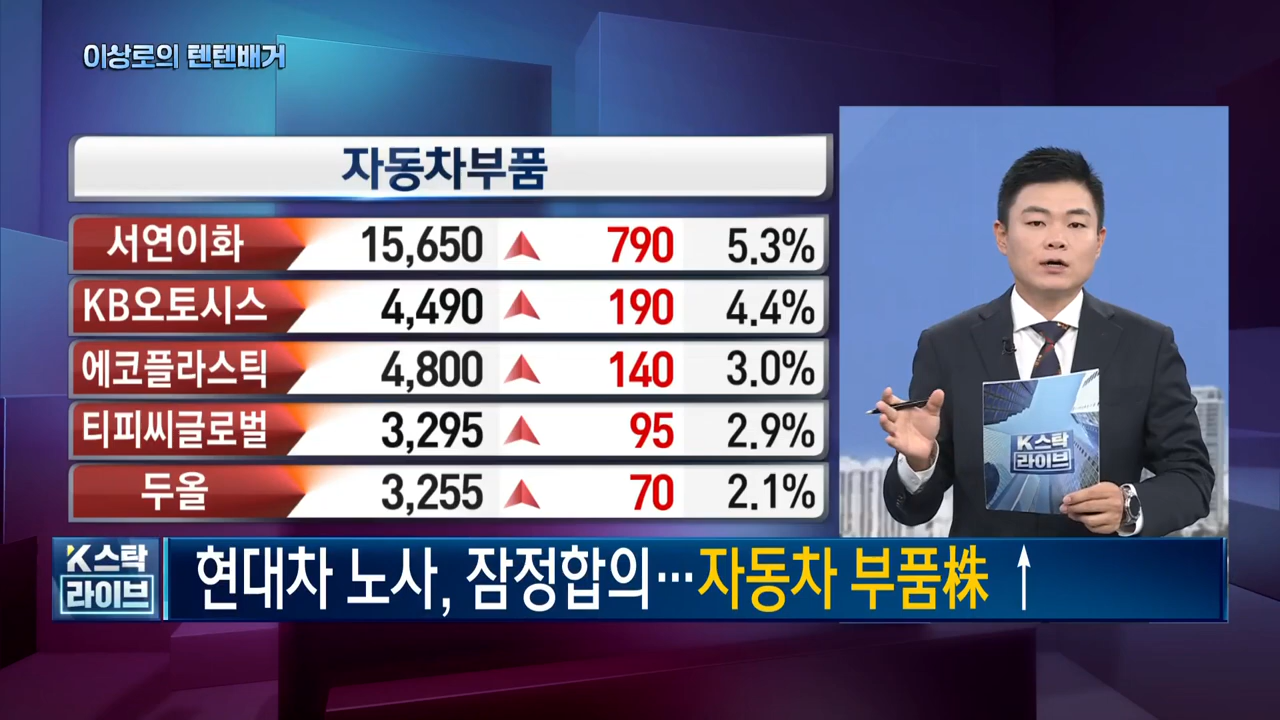 이상로의 텐텐배거
자동차부품
서연이화 15,650 ▲ 790 5.3%
KB오토시스 4,490 ▲ 190 4.4%
에코플라스틱 4,800 ▲ 140 3.0%
티피씨글로벌 3,295 ▲ 95 2.9%
두올 3,255 ▲ 70 2.1%
K스탁
라이브
K스탁
라이브
현대차 노사, 잠정합의…자동차 부품株 ↑